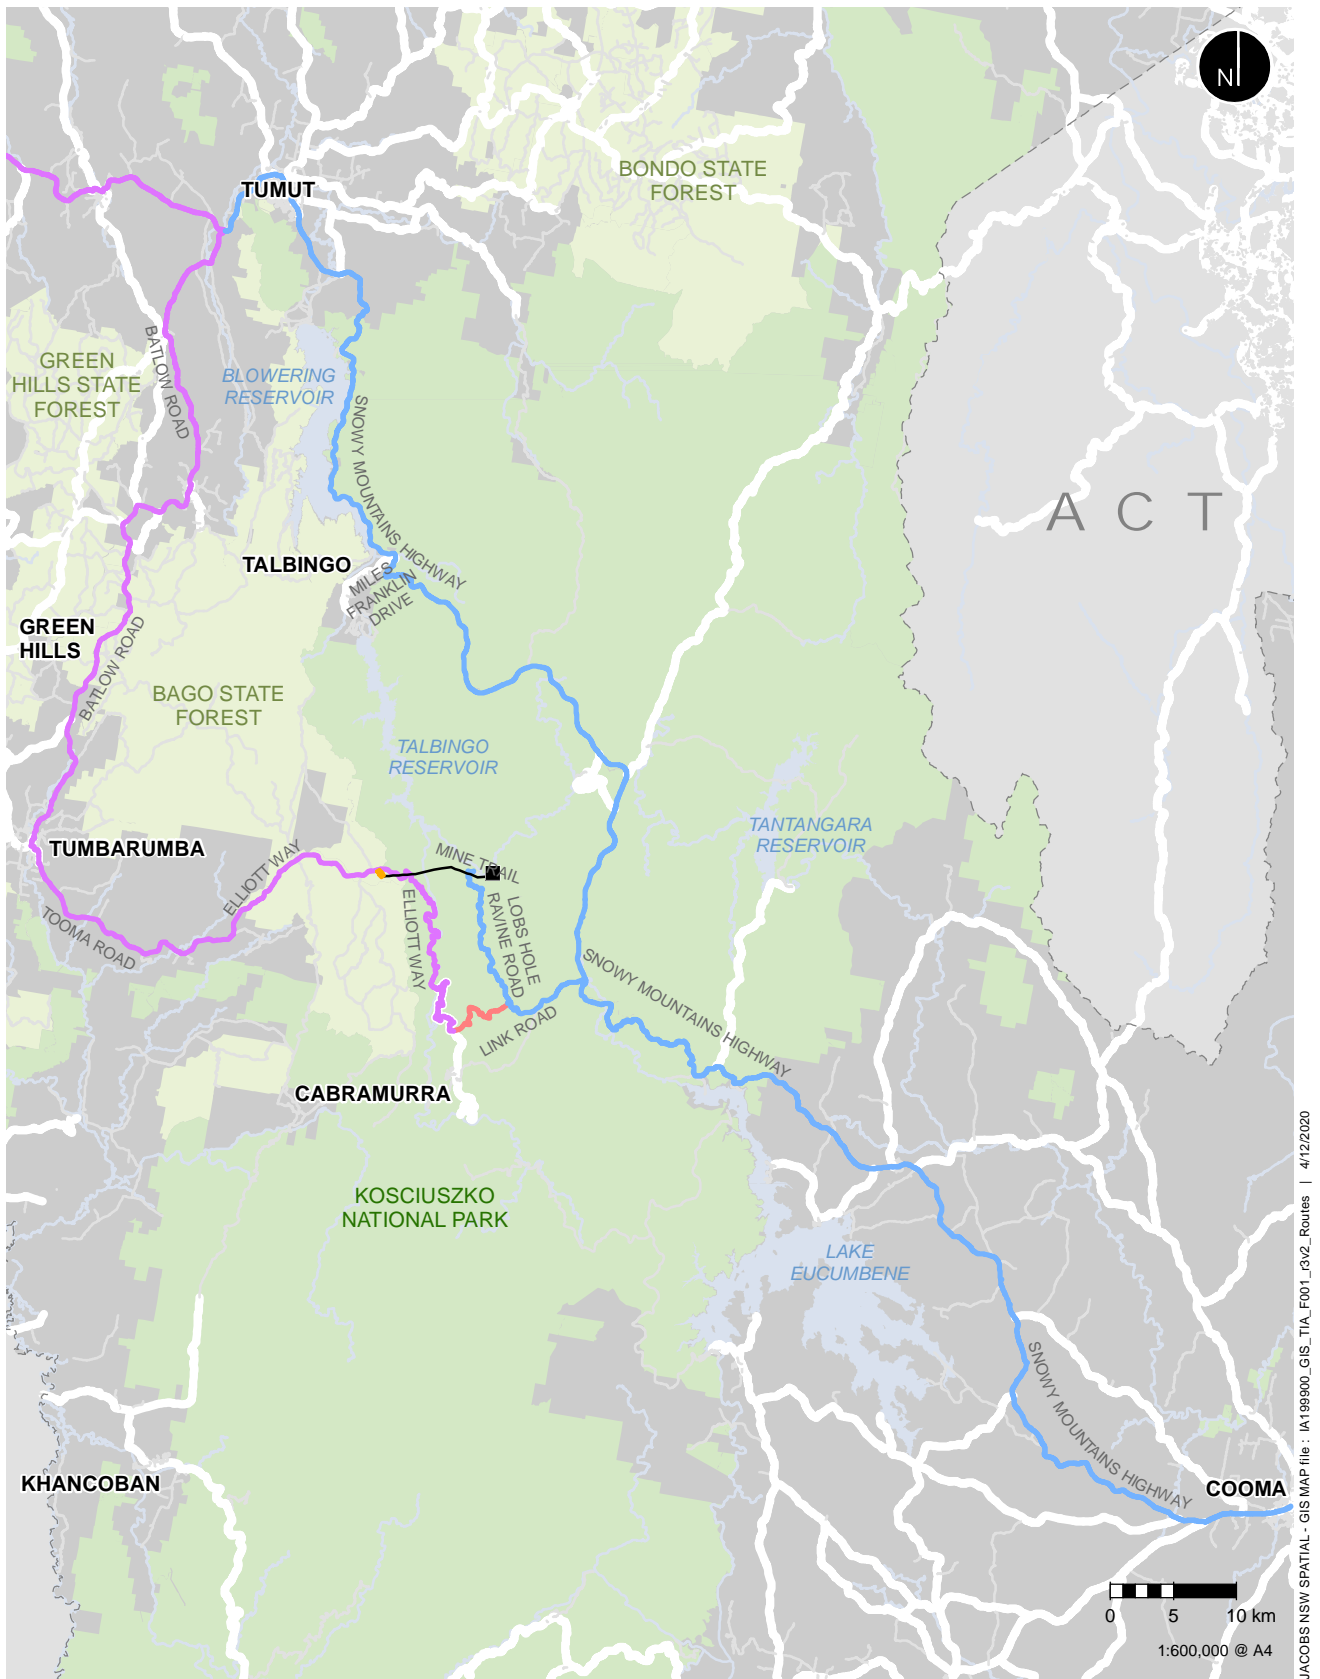 N
TUMUT
BONDO STATE
FOREST
BATLOW ROAD
GREEN
HILLS STATE
FOREST
BLOWERING
RESERVOIR
SNOWY MOUNTAINS HIGHWAY
A C T
TALBINGO
MILES
FRANKLIN
DRIVE
GREEN
HILLS
BATLOW ROAD
BAGO STATE
FOREST
TALBINGO
RESERVOIR
TANTANGARA
RESERVOIR
TUMBARUMBA
ELLIOTT WAY
MINE TRAIL
TOOMA ROAD
ELLIOTT WAY
LOBS HOLE
RAVINE ROAD
SNOWY MOUNTAINS HIGHWAY
LINK ROAD
CABRAMURRA
KOSCIUSZKO
NATIONAL PARK
LAKE
EUCUMBENE
SNOWY MOUNTAINS HIGHWAY
KHANCOBAN
COOMA
0 5 10 km
1:600,000 @ A4
JACOBS NSW SPATIAL - GIS MAP file : IA199900_GIS_TIA_F001_r3v2_Routes | 4/12/2020